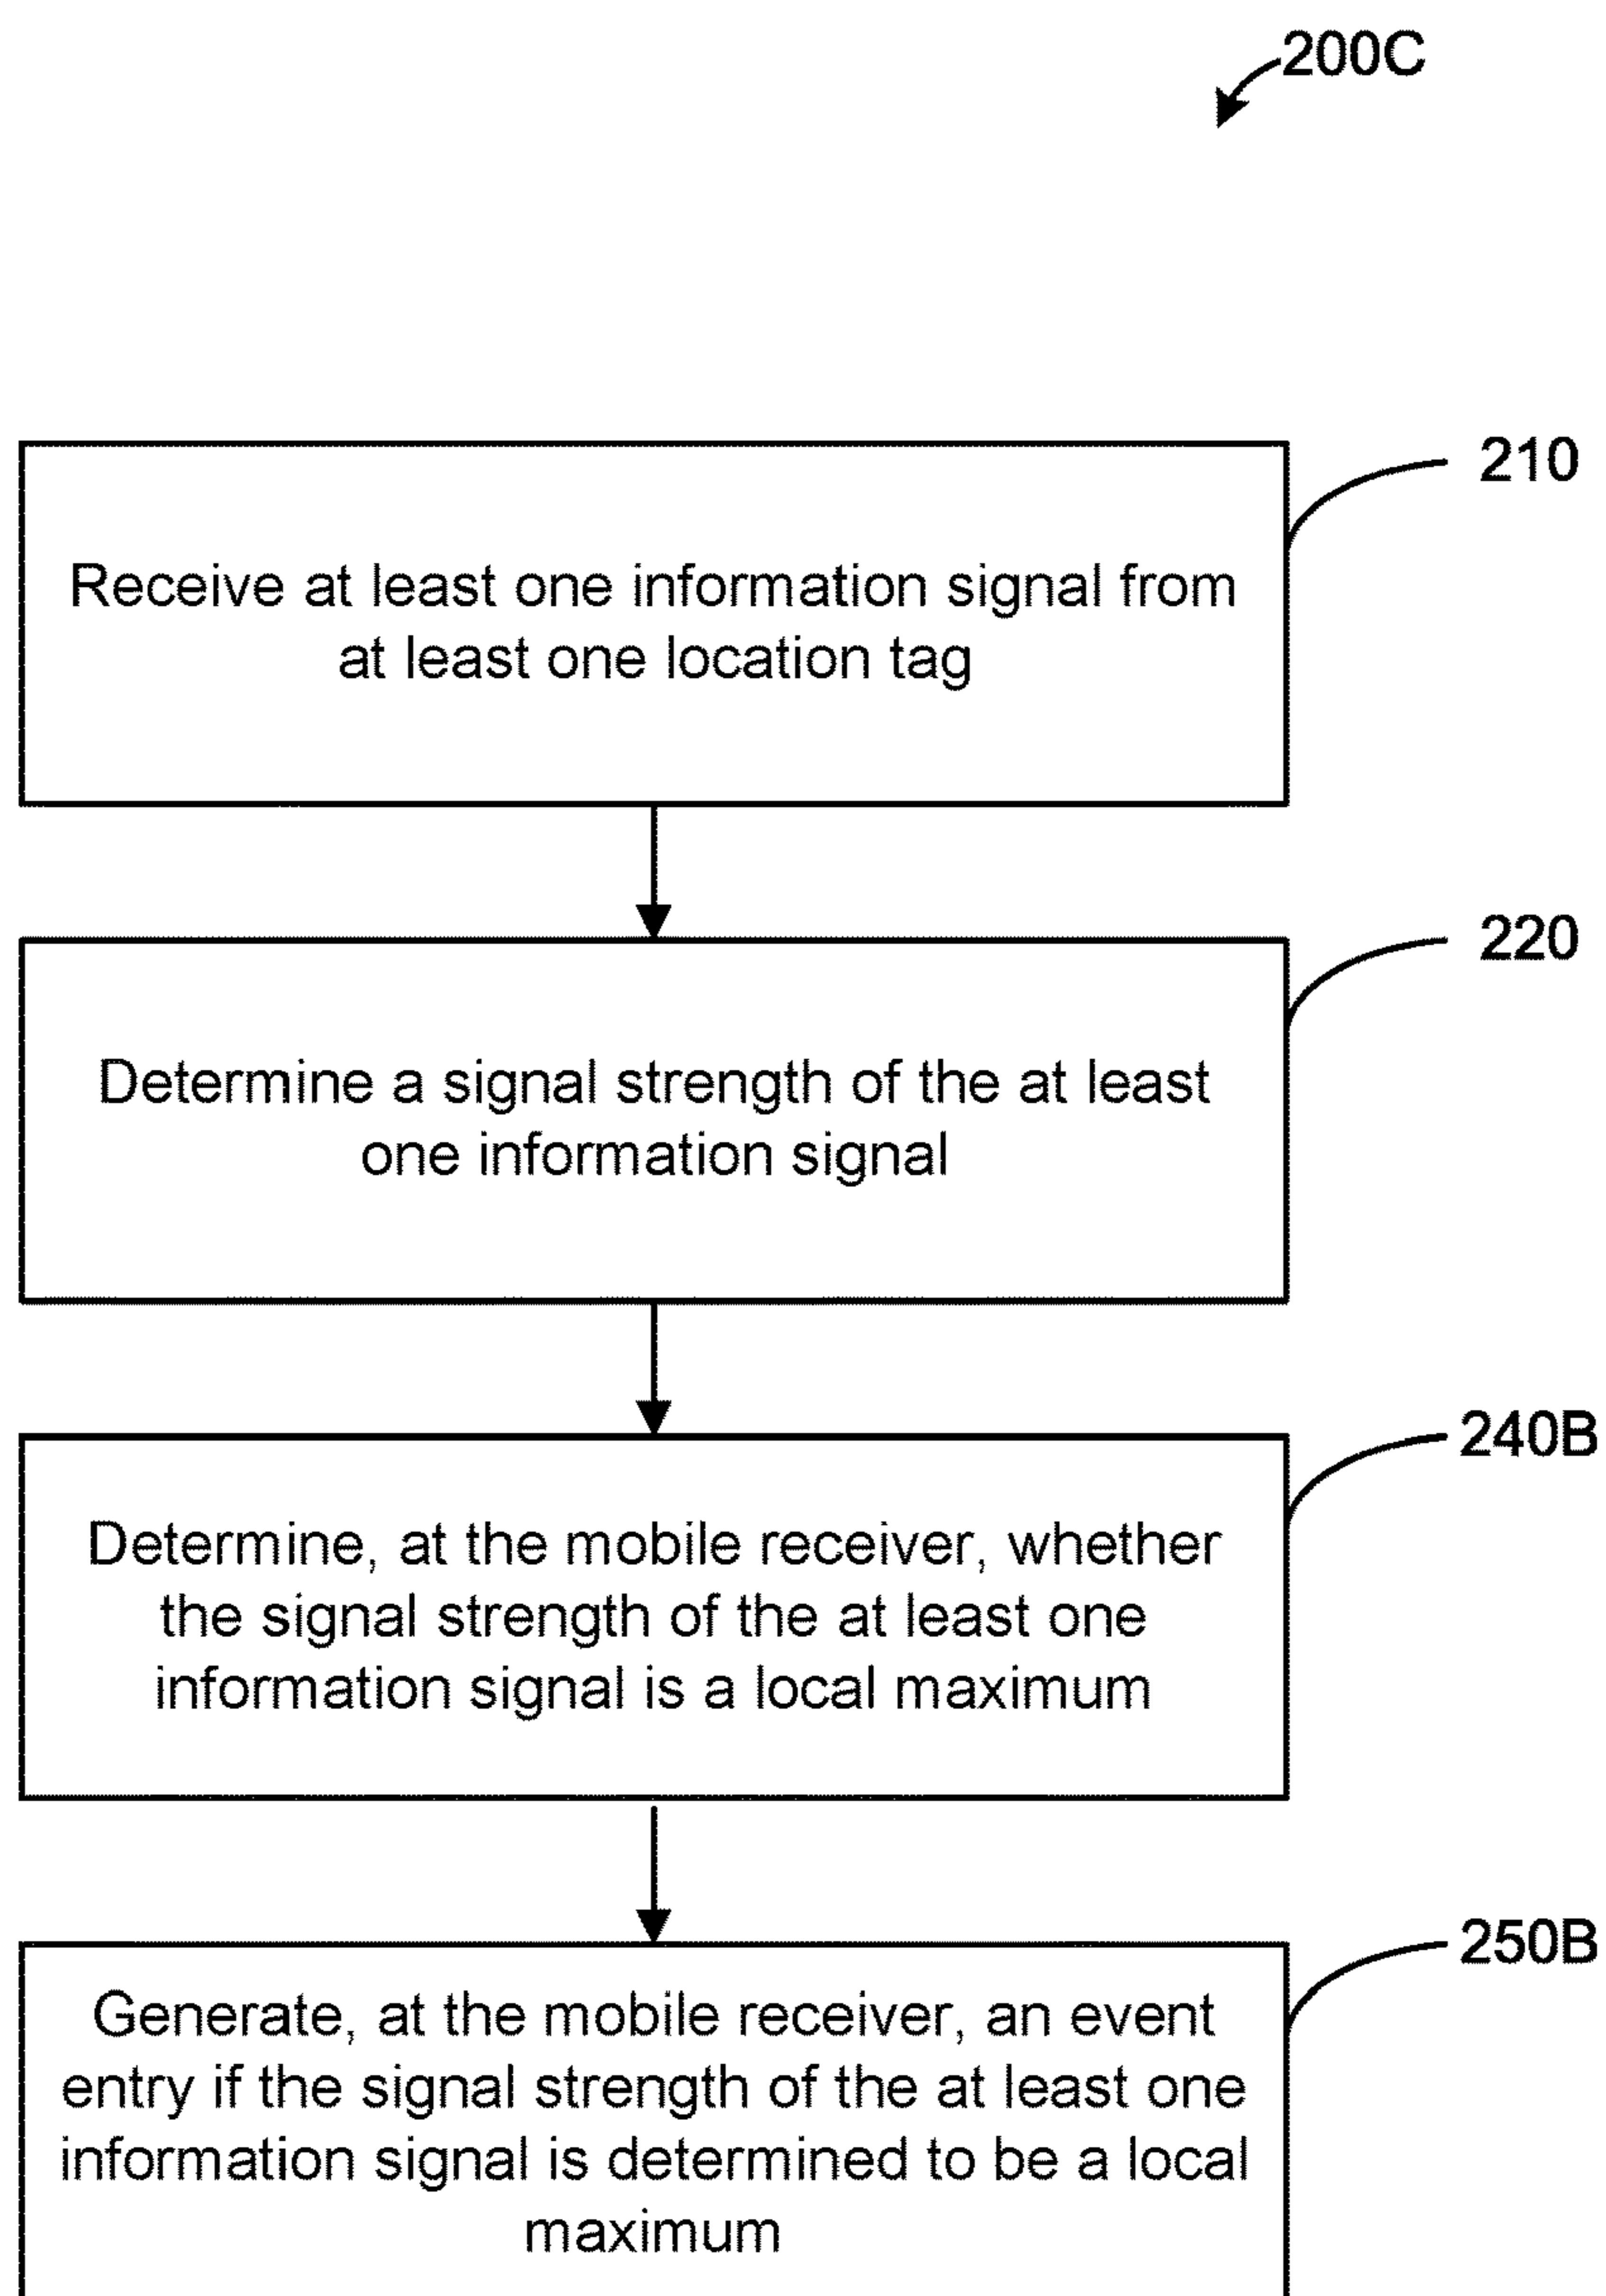 200C
210
Receive at least one information signal from
at least one location tag
220
Determine a signal strength of the at least
one information signal
240B
Determine, at the mobile receiver, whether
the signal strength of the at least one
information signal is a local maximum
250B
Generate, at the mobile receiver, an event
entry if the signal strength of the at least one
information signal is determined to be a local
maximum